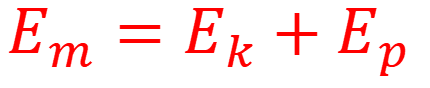 E_m = E_k + E_p